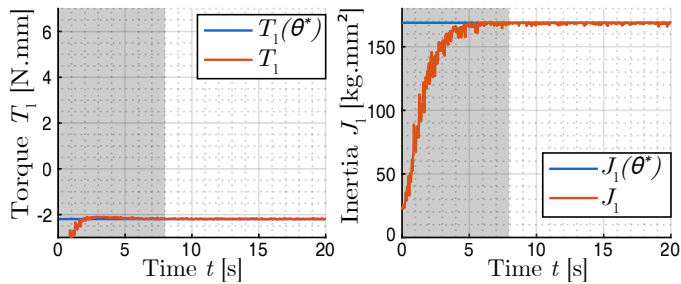 Torque T₁ [N.mm]
6
4
2
0
-2
T₁(θ*)
T₁
0 5 10 15 20
Time t [s]
Inertia J₁ [kg.mm²]
150
100
50
0
J₁(θ*)
J₁
0 5 10 15 20
Time t [s]